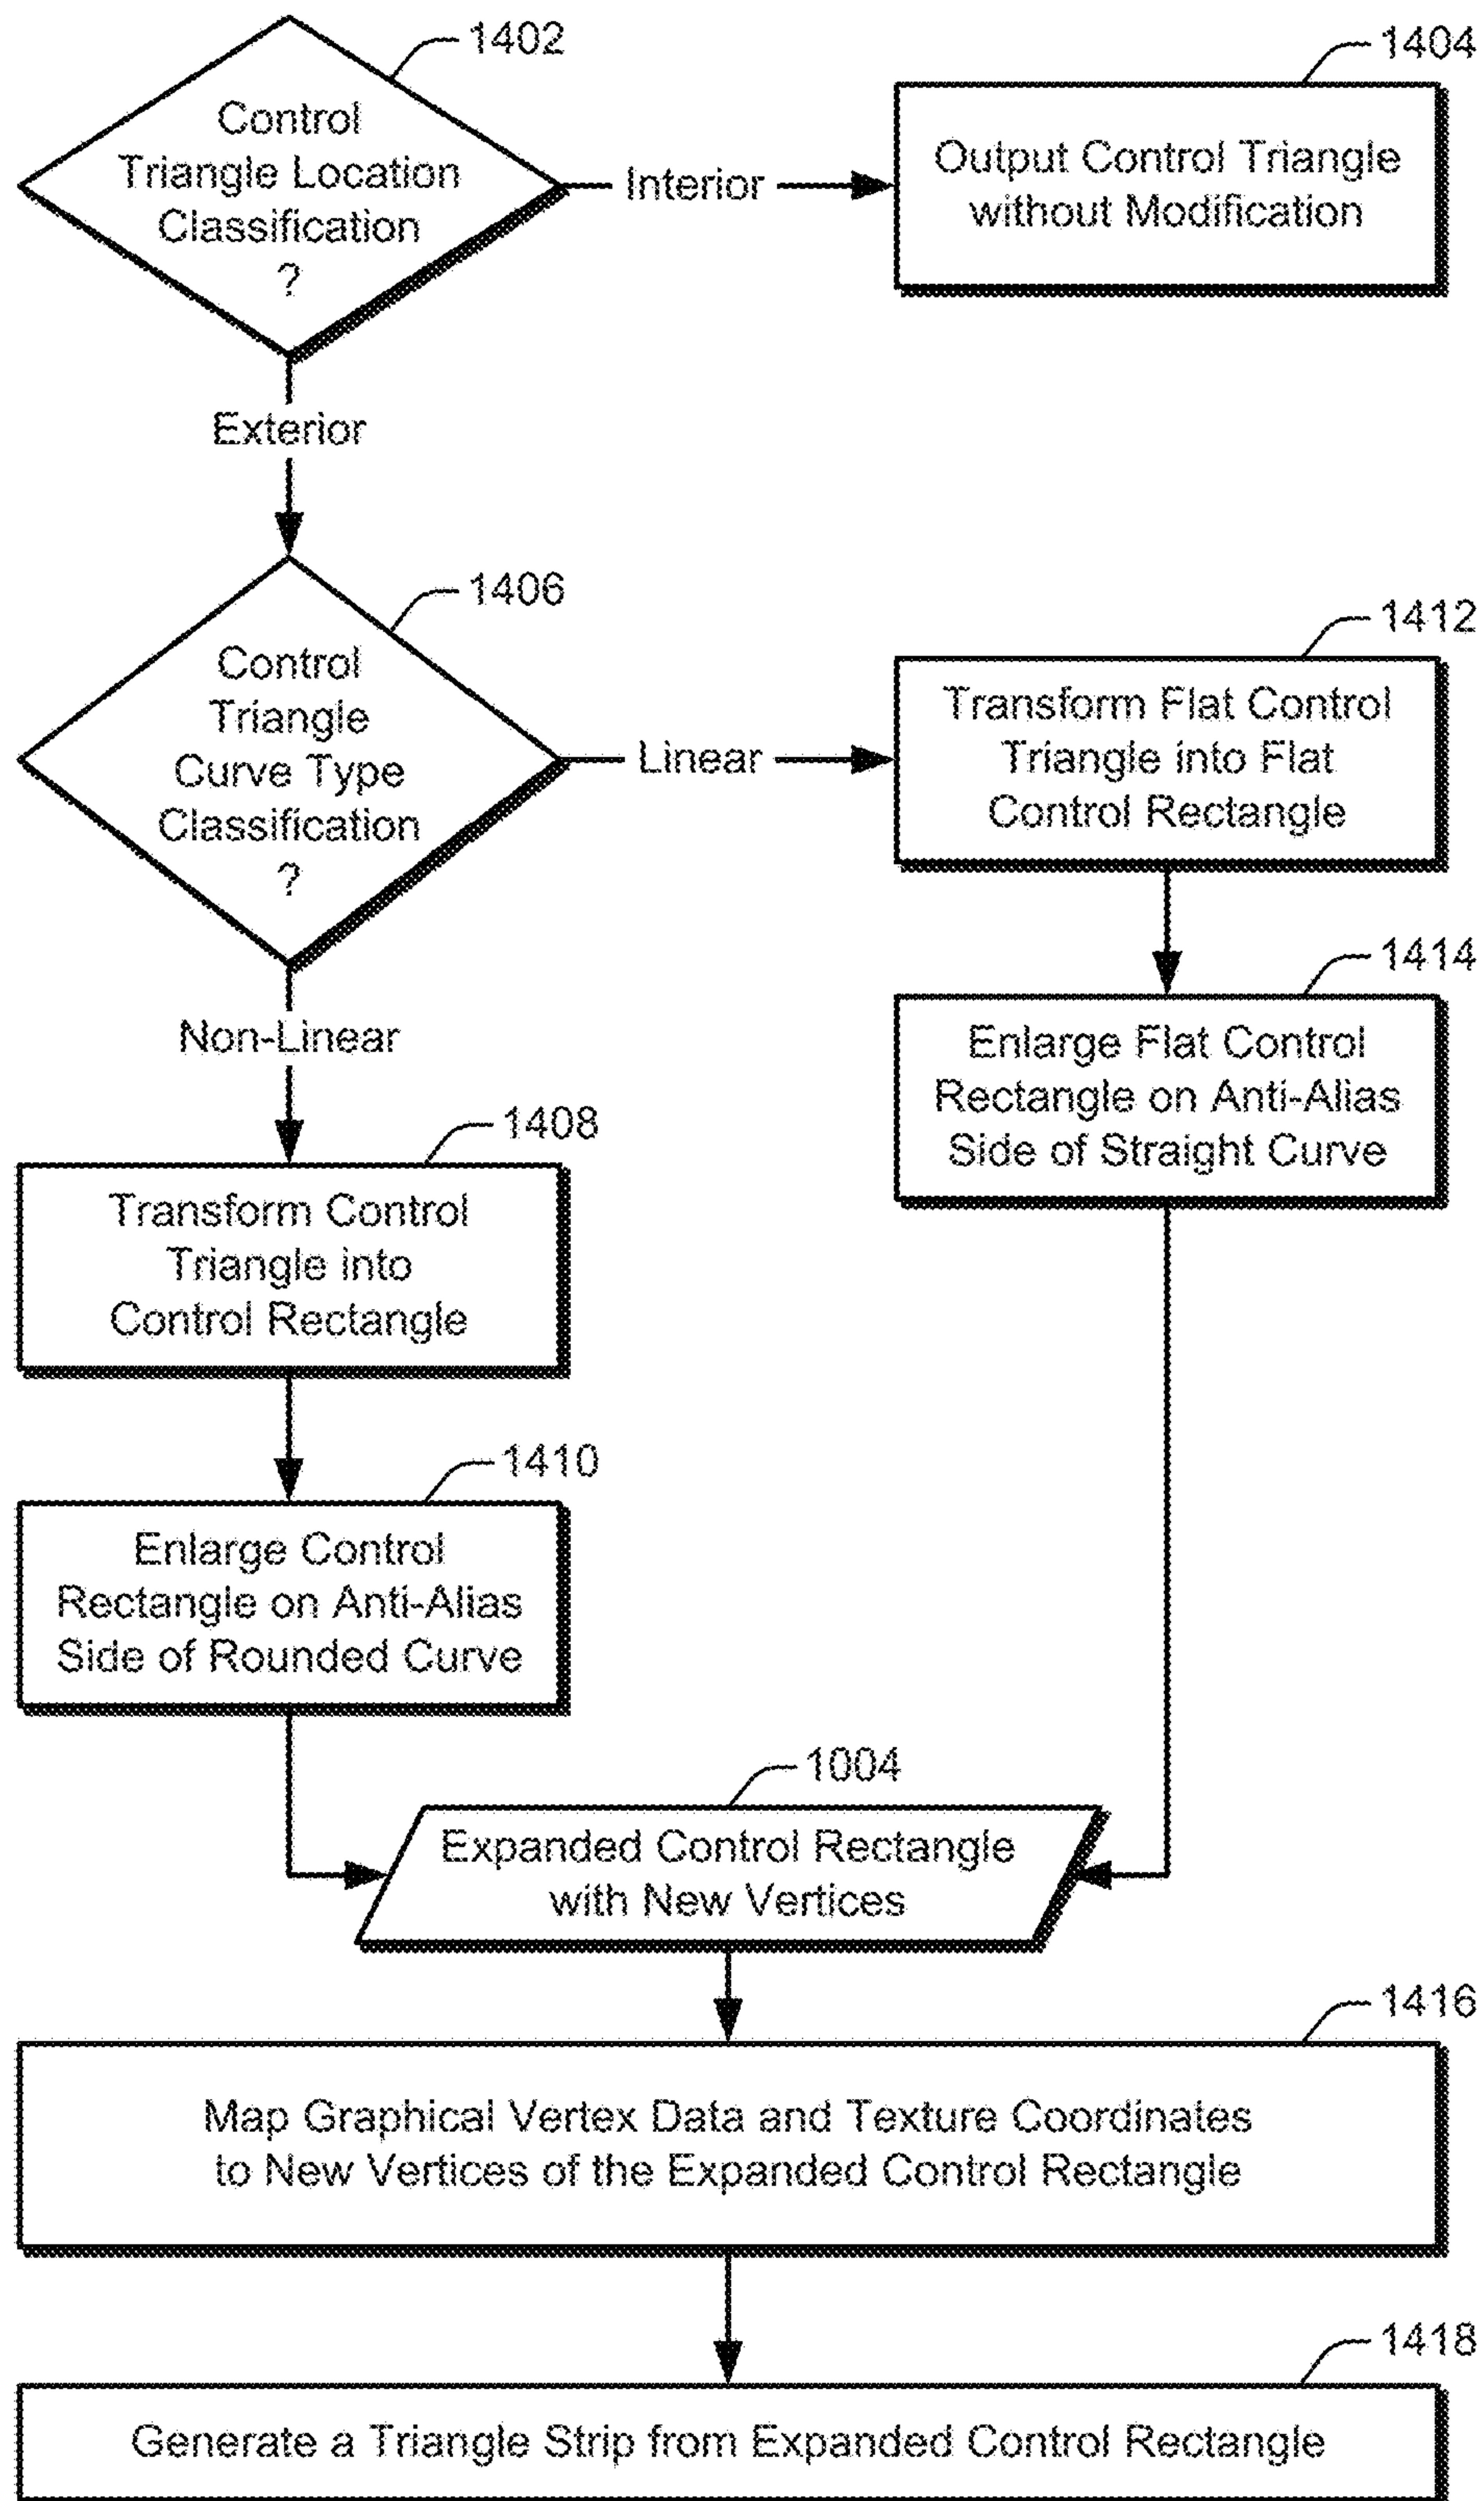 1402
Control
Triangle Location
Classification
?
Interior
1404
Output Control Triangle
without Modification
Exterior
1406
Control
Triangle
Curve Type
Classification
?
Linear
1412
Transform Flat Control
Triangle into Flat
Control Rectangle
1414
Enlarge Flat Control
Rectangle on Anti-Alias
Side of Straight Curve
Non-Linear
1408
Transform Control
Triangle into
Control Rectangle
1410
Enlarge Control
Rectangle on Anti-Alias
Side of Rounded Curve
1004
Expanded Control Rectangle
with New Vertices
1416
Map Graphical Vertex Data and Texture Coordinates
to New Vertices of the Expanded Control Rectangle
1418
Generate a Triangle Strip from Expanded Control Rectangle